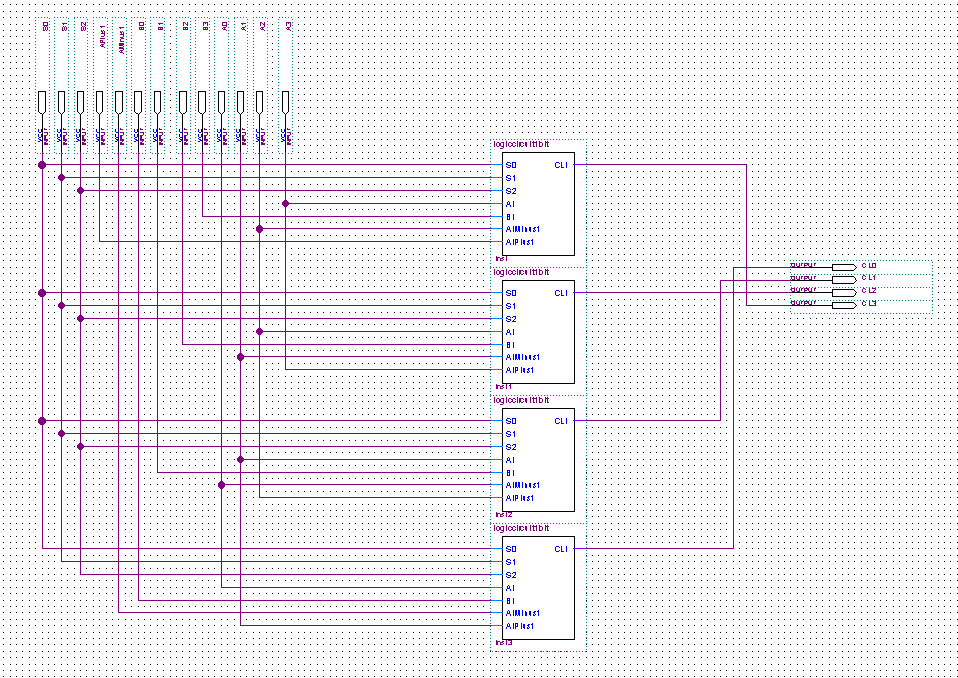 S0
S1
S2
APlus1
AMinus1
B0
B1
B2
B3
A0
A1
A2
A3
VCC
INPUT
VCC
INPUT
VCC
INPUT
VCC
INPUT
VCC
INPUT
VCC
INPUT
VCC
INPUT
VCC
INPUT
VCC
INPUT
VCC
INPUT
VCC
INPUT
VCC
INPUT
VCC
INPUT
logiccircuit1bit
S0 CLI
S1
S2
AI
BI
AIMinus1
AIPlus1
inst
logiccircuit1bit
S0 CLI
S1
S2
AI
BI
AIMinus1
AIPlus1
inst1
logiccircuit1bit
S0 CLI
S1
S2
AI
BI
AIMinus1
AIPlus1
inst2
logiccircuit1bit
S0 CLI
S1
S2
AI
BI
AIMinus1
AIPlus1
inst3
OUTPUT CL0
OUTPUT CL1
OUTPUT CL2
OUTPUT CL3